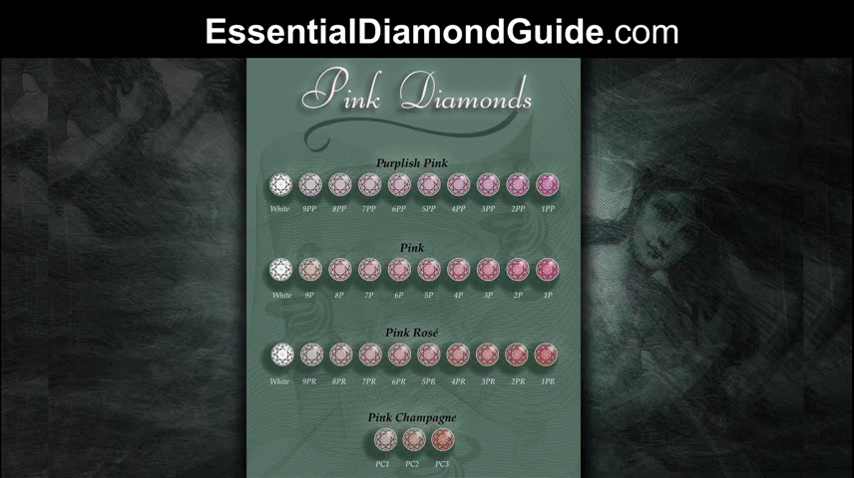 EssentialDiamondGuide.com
Pink Diamonds
Purplish Pink
White 9PP 8PP 7PP 6PP 5PP 4PP 3PP 2PP 1PP
Pink
White 9P 8P 7P 6P 5P 4P 3P 2P 1P
Pink Rosé
White 9PR 8PR 7PR 6PR 5PR 4PR 3PR 2PR 1PR
Pink Champagne
PC1 PC2 PC3